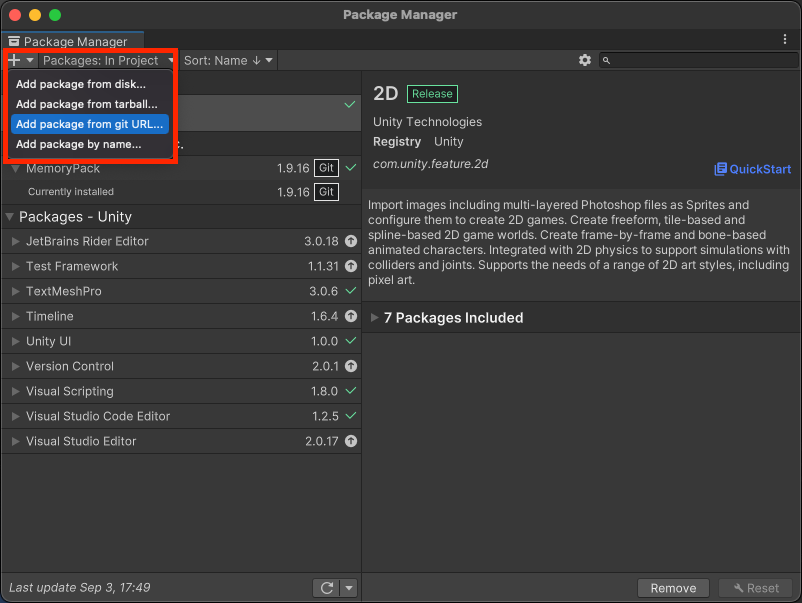 Package Manager
Package Manager
Packages: In Project
Sort: Name ↓
Add package from disk...
Add package from tarball...
Add package from git URL...
Add package by name...
MemoryPack 1.9.16 Git
Currently installed 1.9.16 Git
Packages - Unity
JetBrains Rider Editor 3.0.18
Test Framework 1.1.31
TextMeshPro 3.0.6
Timeline 1.6.4
Unity UI 1.0.0
Version Control 2.0.1
Visual Scripting 1.8.0
Visual Studio Code Editor 1.2.5
Visual Studio Editor 2.0.17
Last update Sep 3, 17:49
2D Release
Unity Technologies
Registry Unity
com.unity.feature.2d
QuickStart
Import images including multi-layered Photoshop files as Sprites and
configure them to create 2D games. Create freeform, tile-based and
spline-based 2D game worlds. Create frame-by-frame and bone-based
animated characters. Integrated with 2D physics to support simulations with
colliders and joints. Supports the needs of a range of 2D art styles, including
pixel art.
7 Packages Included
Remove
Reset